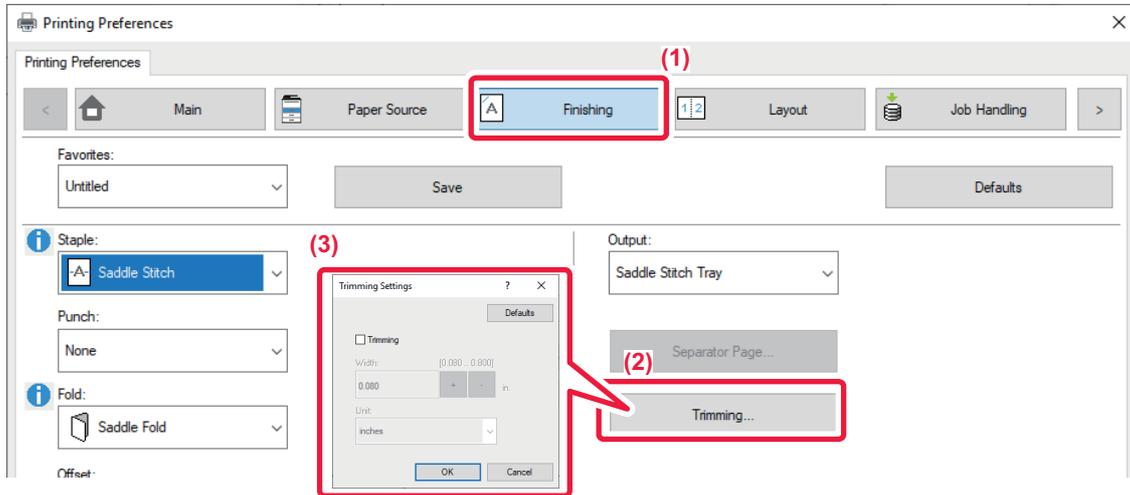 Printing Preferences
Printing Preferences
(1)
<
Main
Paper Source
A
Finishing
1 2
Layout
Job Handling
>
Favorites:
Untitled
Save
Defaults
Staple:
-A- Saddle Stitch
Punch:
None
Fold:
Saddle Fold
Offset:
(3)
Trimming Settings ? ×
Defaults
Trimming
Width: [0.080 .. 0.800]
0.080 + - in.
Unit:
inches
OK Cancel
Output:
Saddle Stitch Tray
Separator Page...
(2)
Trimming...